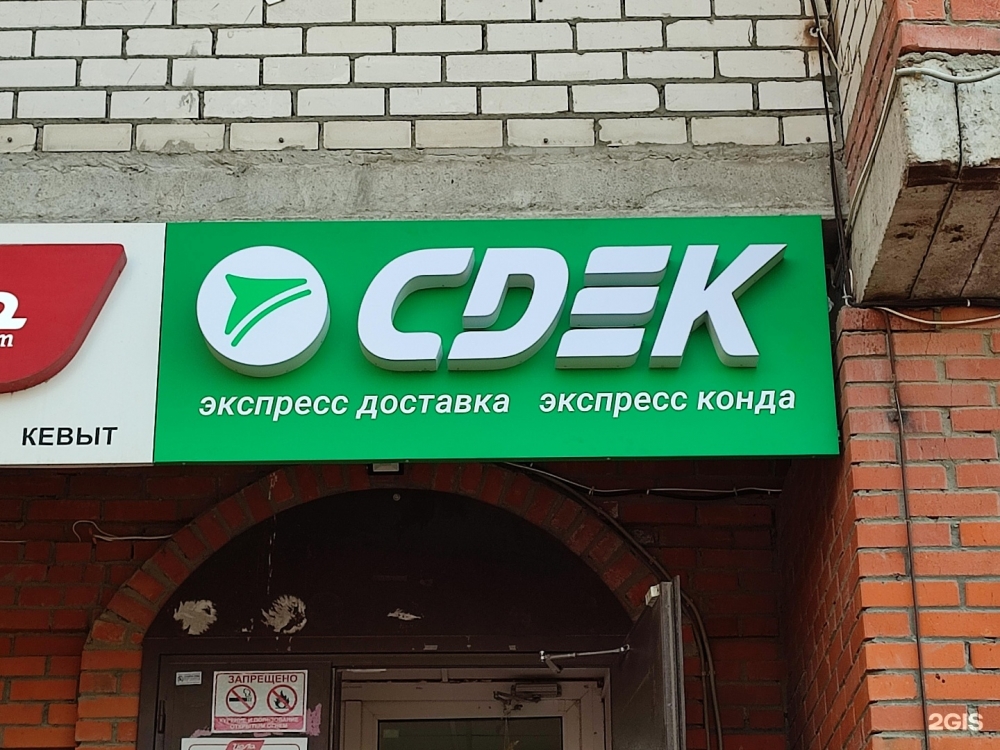 CDEK
экспресс доставка экспресс конда
КЕВЫТ
ЗАПРЕЩЕНО
2GIS